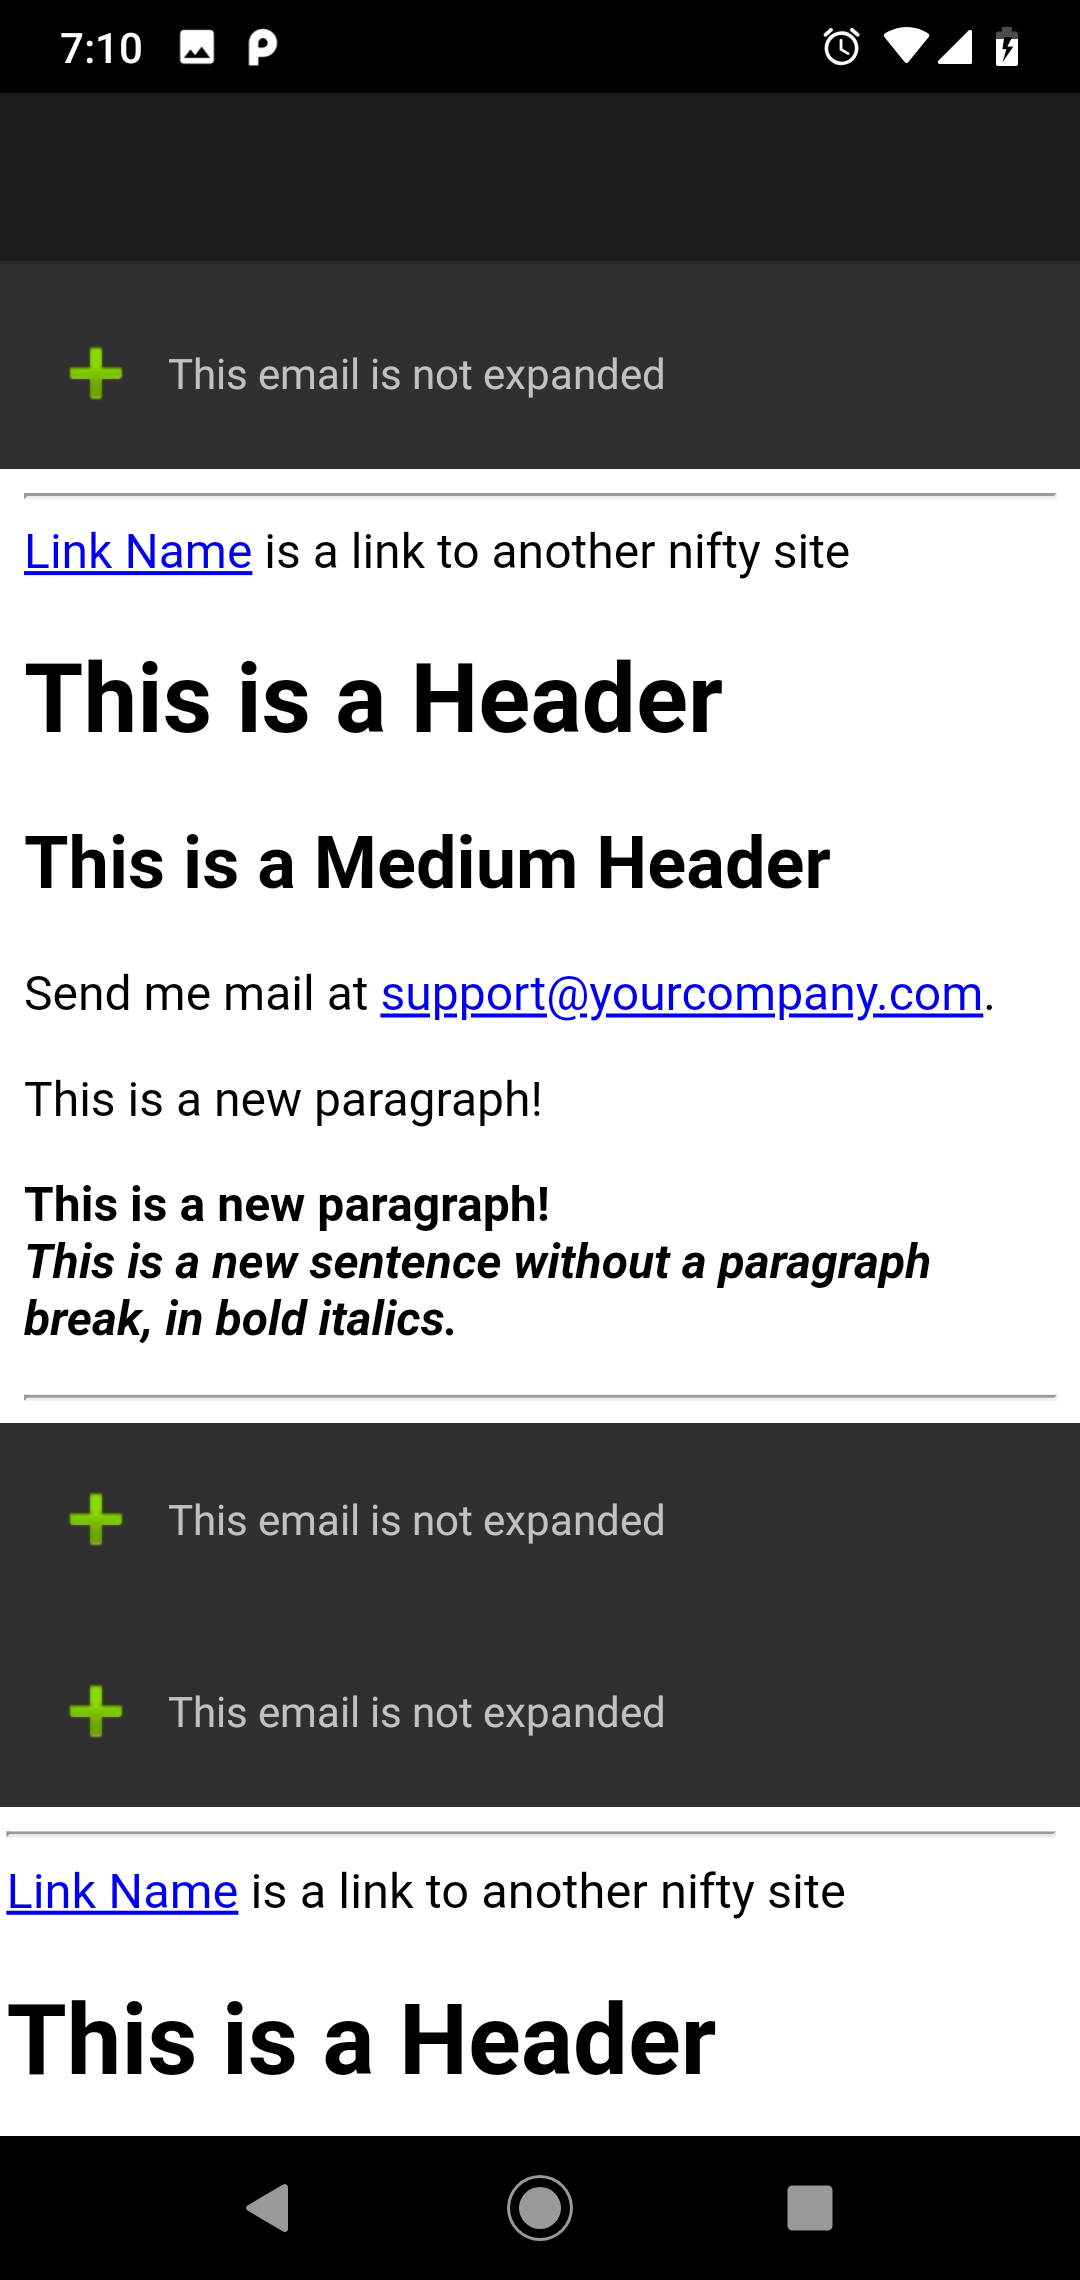 7:10
This email is not expanded
Link Name is a link to another nifty site
This is a Header
This is a Medium Header
Send me mail at support@yourcompany.com.
This is a new paragraph!
This is a new paragraph!
This is a new sentence without a paragraph
break, in bold italics.
This email is not expanded
This email is not expanded
Link Name is a link to another nifty site
This is a Header